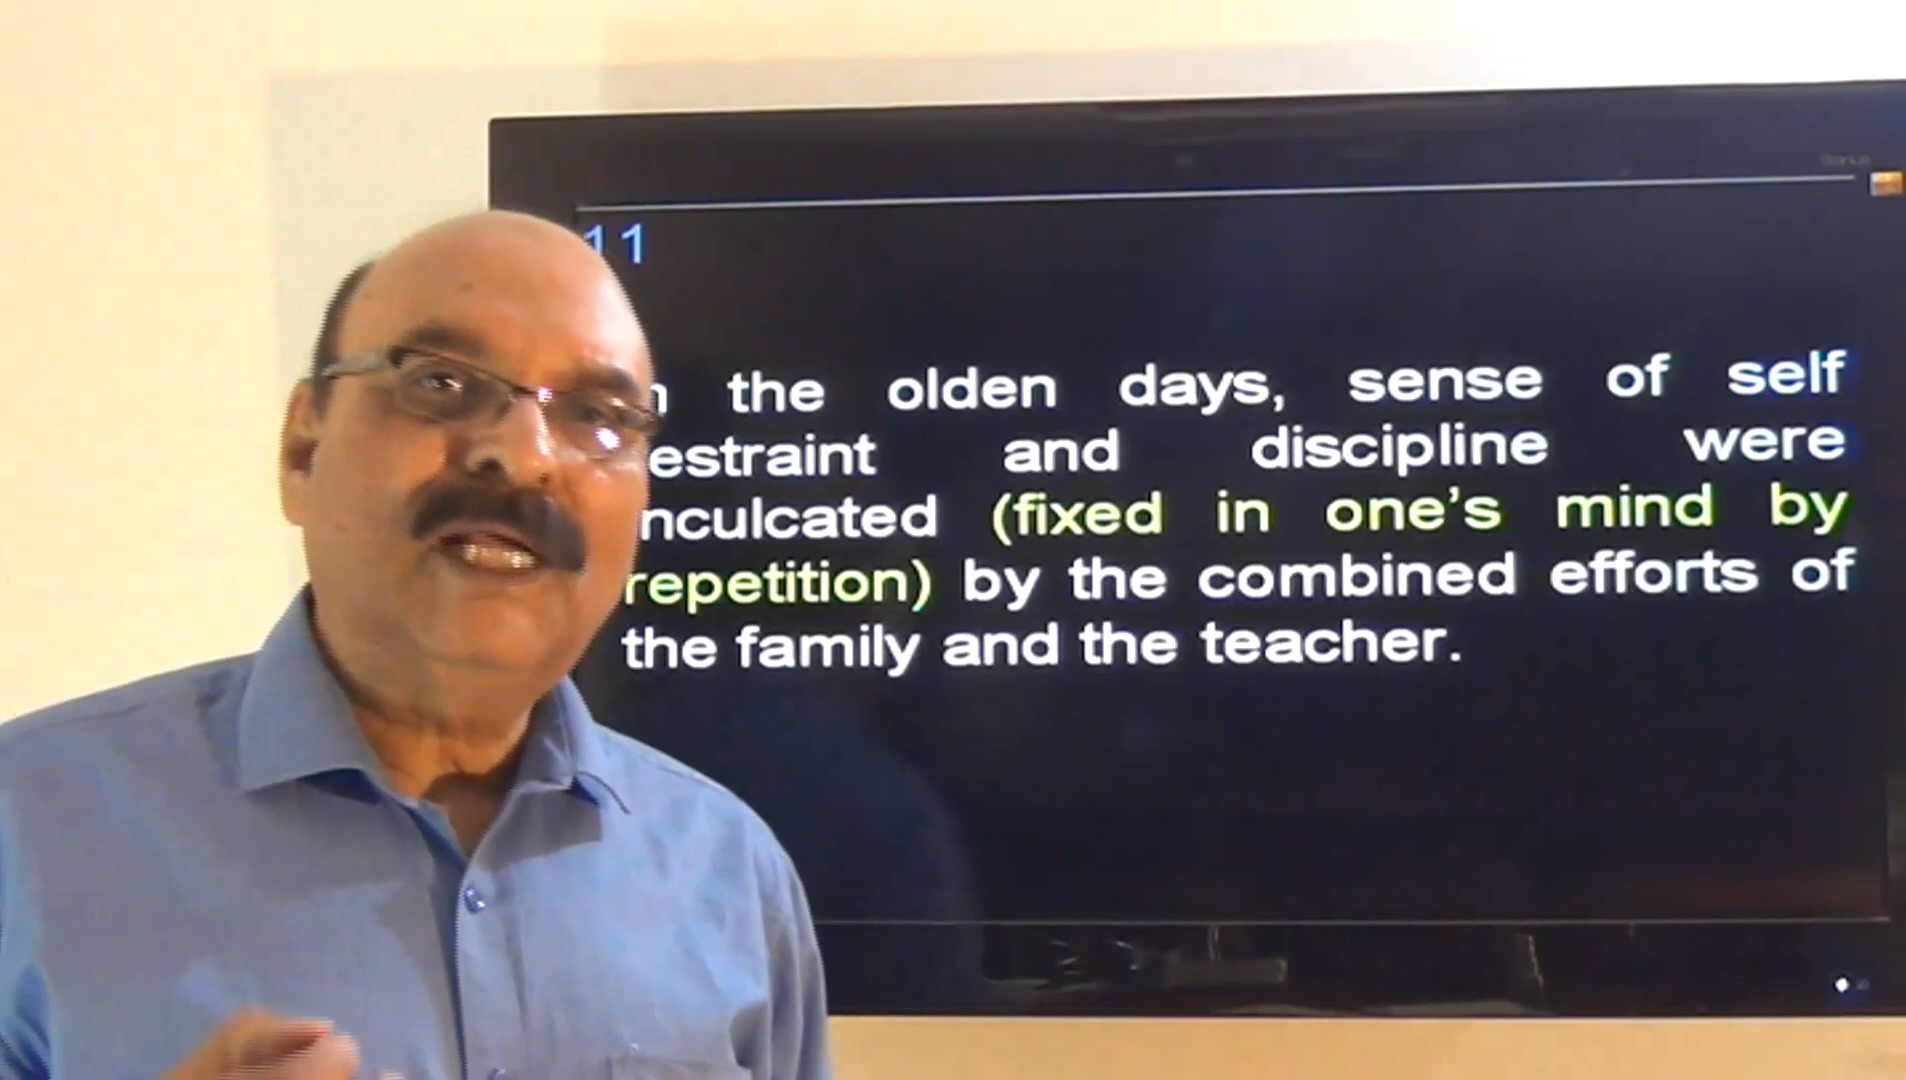 11
the olden days, sense of self
estraint and discipline were
nculcated (fixed in one's mind by
repetition) by the combined efforts of
the family and the teacher.